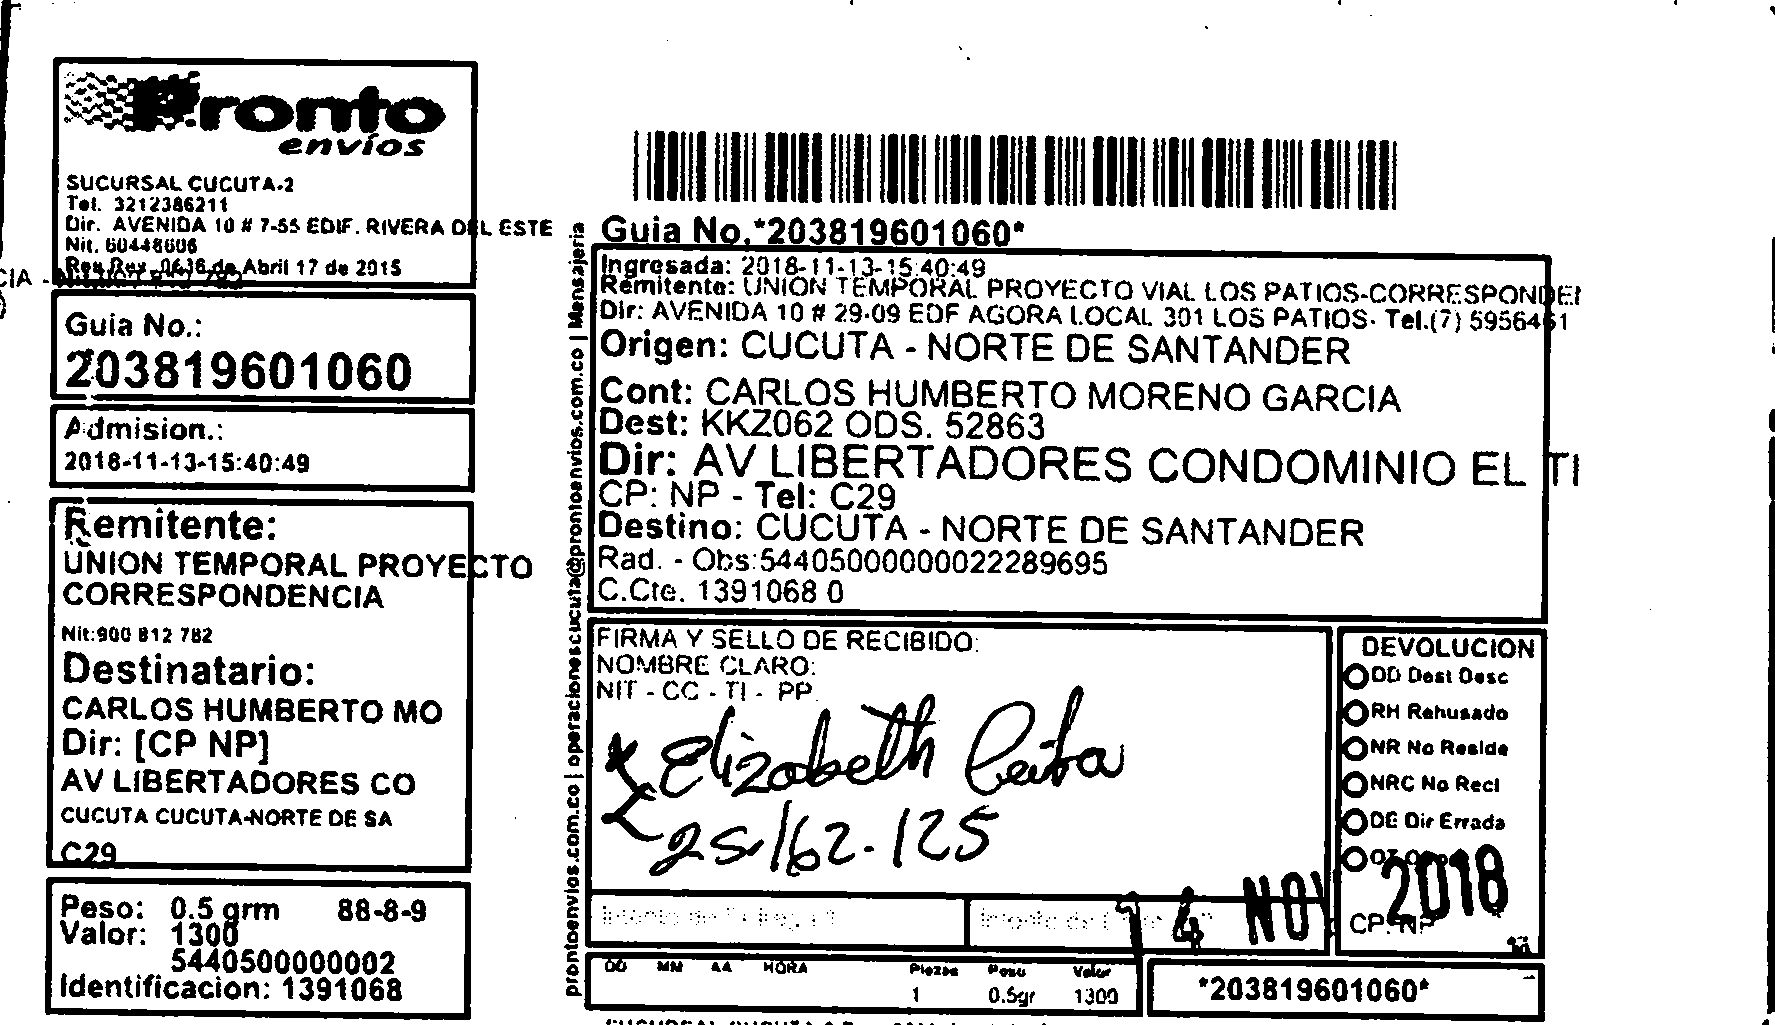 Pronto
envíos
SUCURSAL CUCUTA-2
Tel. 3212386211
Dir. AVENIDA 10 # 7-55 EDIF. RIVERA DEL ESTE
Nit. 60448606
Abril 17 de 2015
Guia No.:
203819601060
Admision.:
2018-11-13-15:40:49
Remitente:
UNION TEMPORAL PROYECTO
CORRESPONDENCIA
Nit:900 812 782
Destinatario:
CARLOS HUMBERTO MO
Dir: [CP NP]
AV LIBERTADORES CO
CUCUTA CUCUTA-NORTE DE SA
C29
Peso: 0.5 grm 88-8-9
Valor: 1300
5440500000002
Identificacion: 1391068
prontoenvios.com.co | operacionescucuta@prontoenvios.com.co | Mensajeria
Guia No.*203819601060*
Ingresada: 2018-11-13-15:40:49
Remitente: UNION TEMPORAL PROYECTO VIAL LOS PATIOS-CORRESPONDEN
Dir: AVENIDA 10 # 29-09 EDF AGORA LOCAL 301 LOS PATIOS- Tel.(7) 5956461
Origen: CUCUTA - NORTE DE SANTANDER
Cont: CARLOS HUMBERTO MORENO GARCIA
Dest: KKZ062 ODS. 52863
Dir: AV LIBERTADORES CONDOMINIO EL TI
CP: NP - Tel: C29
Destino: CUCUTA - NORTE DE SANTANDER
Rad. - Obs:54405000000022289695
C.Cte. 1391068 0
FIRMA Y SELLO DE RECIBIDO:
NOMBRE CLARO:
NIT - CC - TI - PP
Elizabeth
25-162-125
DEVOLUCION
DD Dest Desc
RH Rehusado
NR No Reside
NRC No Recl
DE Dir Errada
14 NOV 2018
CP: NP
DD MM AA HORA Piezas Peso Valor
1 0.5gr 1300
*203819601060*